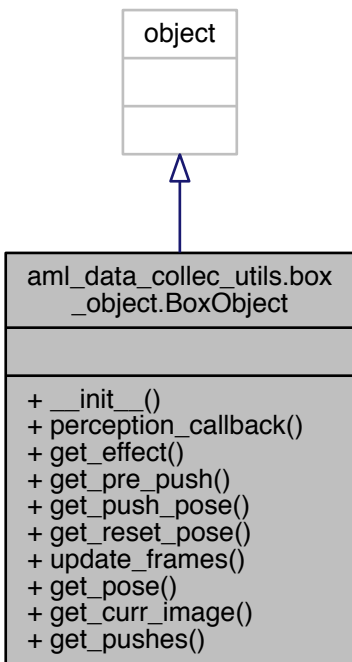 object
aml_data_collec_utils.box
_object.BoxObject
+ __init__()
+ perception_callback()
+ get_effect()
+ get_pre_push()
+ get_push_pose()
+ get_reset_pose()
+ update_frames()
+ get_pose()
+ get_curr_image()
+ get_pushes()